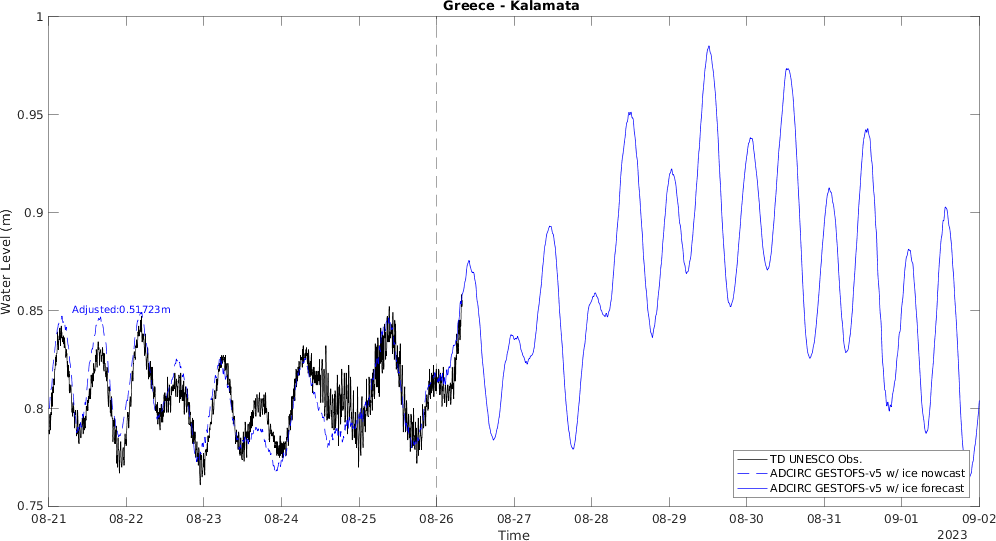 Greece - Kalamata
1
0.95
0.9
0.85
0.8
0.75
Water Level (m)
Adjusted:0.51723m
TD UNESCO Obs.
ADCIRC GESTOFS-v5 w/ ice nowcast
ADCIRC GESTOFS-v5 w/ ice forecast
08-21 08-22 08-23 08-24 08-25 08-26 08-27 08-28 08-29 08-30 08-31 09-01 09-02
Time
2023